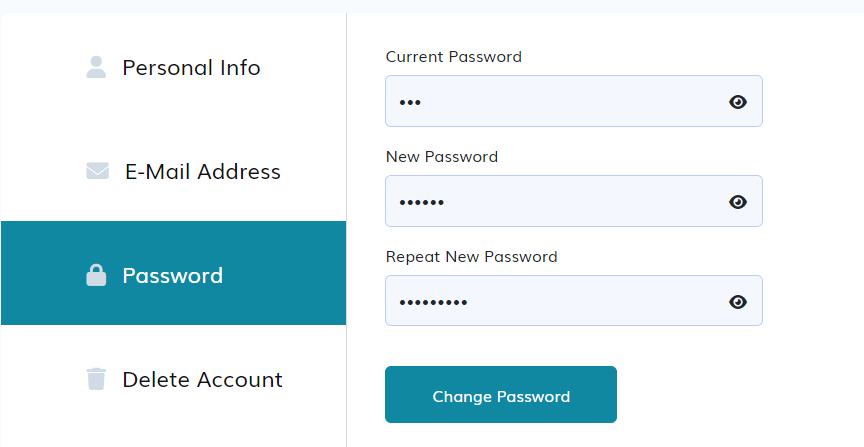 Personal Info
E-Mail Address
Password
Delete Account
Current Password
•••
New Password
••••••
Repeat New Password
•••••••••
Change Password